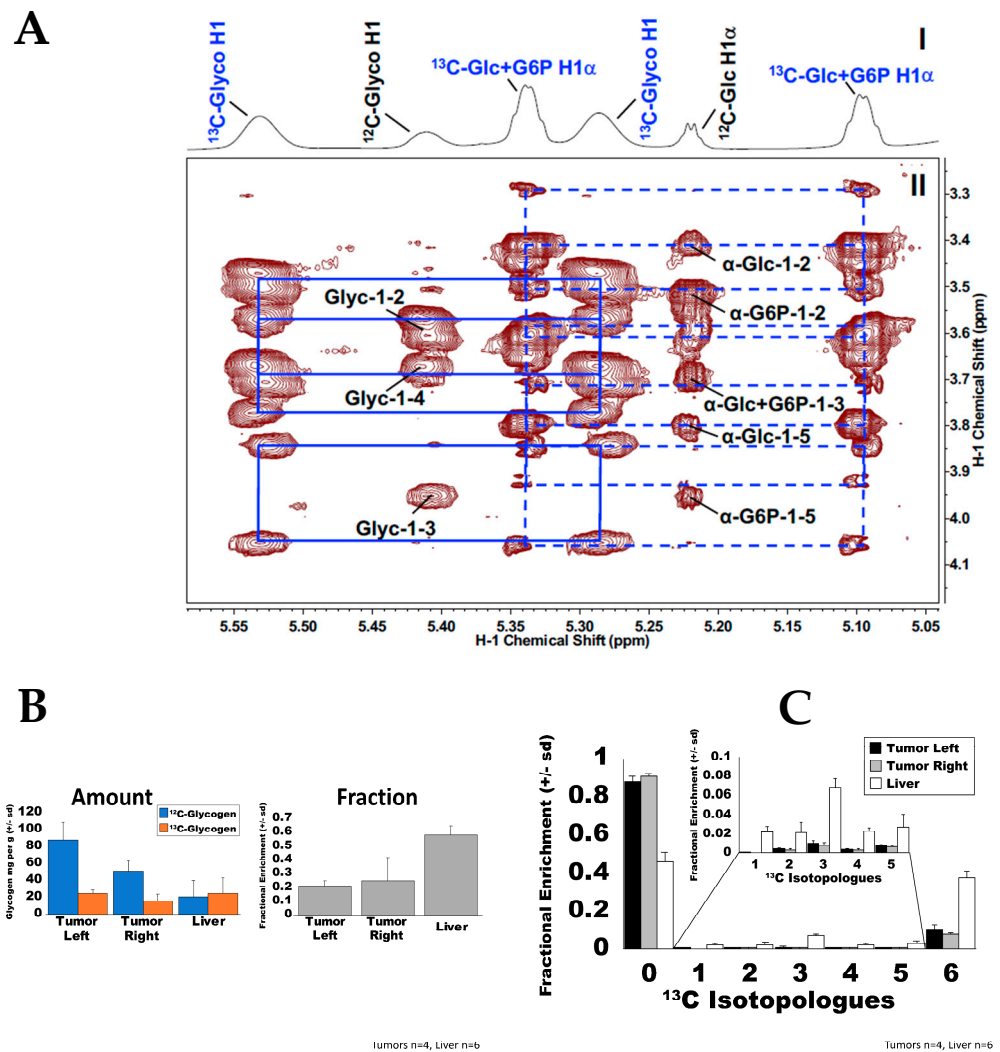 A
I
¹³C-Glyco H1
¹²C-Glyco H1
¹³C-Glc+G6P H1α
¹³C-Glyco H1
¹²C-Glc H1α
¹³C-Glc+G6P H1α
II
Glyc-1-2
Glyc-1-4
Glyc-1-3
α-Glc-1-2
α-G6P-1-2
α-Glc+G6P-1-3
α-Glc-1-5
α-G6P-1-5
3.3
3.4
3.5
3.6
3.7
3.8
3.9
4.0
4.1
H-1 Chemical Shift (ppm)
5.55 5.50 5.45 5.40 5.35 5.30 5.25 5.20 5.15 5.10 5.05
H-1 Chemical Shift (ppm)
B
Amount
Glycogen mg per g (+/- sd)
120
100
80
60
40
20
0
¹²C-Glycogen
¹³C-Glycogen
Tumor Left
Tumor Right
Liver
Fraction
Fractional Enrichment (+/- sd)
0.7
0.6
0.5
0.4
0.3
0.2
0.1
0
Tumor Left
Tumor Right
Liver
Tumors n=4, Liver n=6
C
Fractional Enrichment (+/- sd)
1
0.8
0.6
0.4
0.2
0
0 1 2 3 4 5 6
¹³C Isotopologues
Fractional Enrichment (+/- sd)
0.1
0.08
0.06
0.04
0.02
0
1 2 3 4 5
¹³C Isotopologues
Tumor Left
Tumor Right
Liver
Tumors n=4, Liver n=6